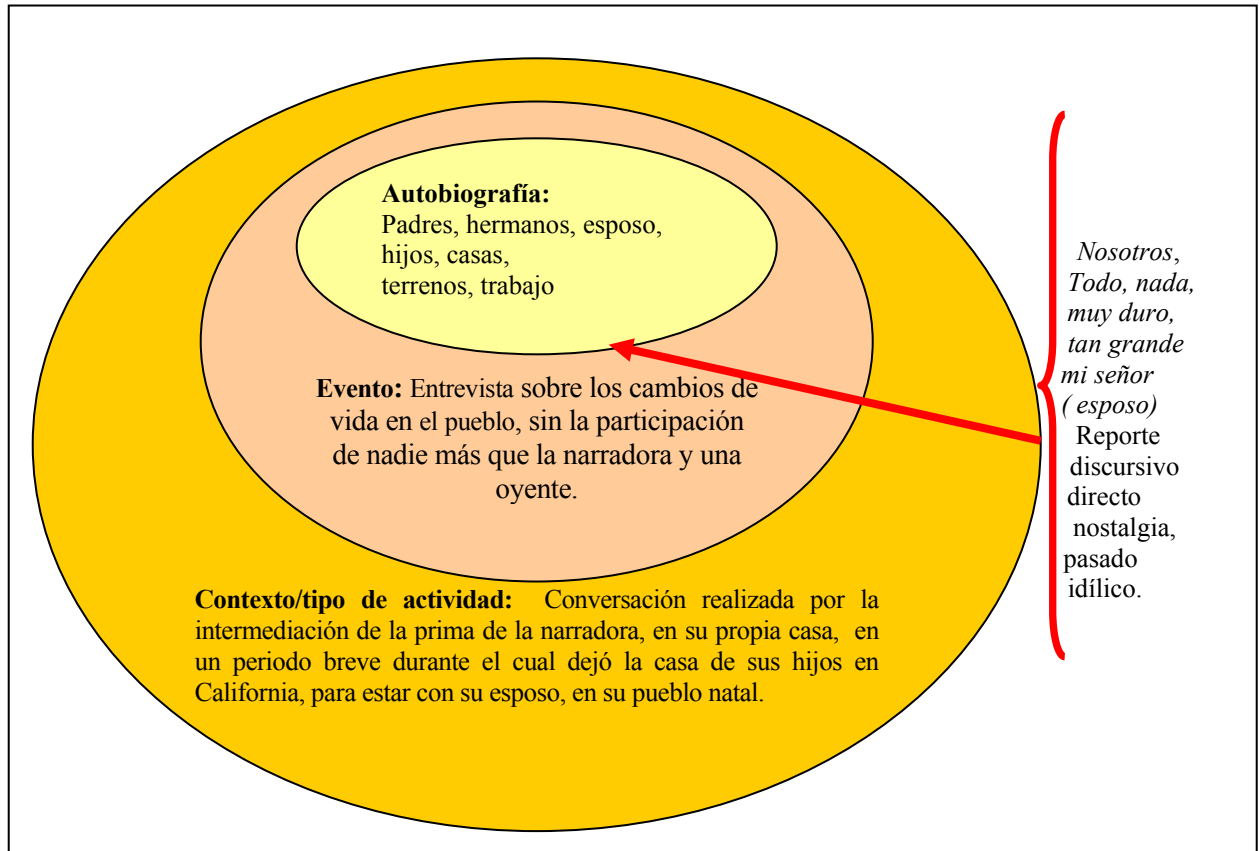 Autobiografía:
Padres, hermanos, esposo,
hijos, casas,
terrenos, trabajo
Evento: Entrevista sobre los cambios de
vida en el pueblo, sin la participación
de nadie más que la narradora y una
oyente.
Contexto/tipo de actividad: Conversación realizada por la
intermediación de la prima de la narradora, en su propia casa, en
un periodo breve durante el cual dejó la casa de sus hijos en
California, para estar con su esposo, en su pueblo natal.
Nosotros,
Todo, nada,
muy duro,
tan grande
mi señor
( esposo)
Reporte
discursivo
directo
nostalgia,
pasado
idílico.